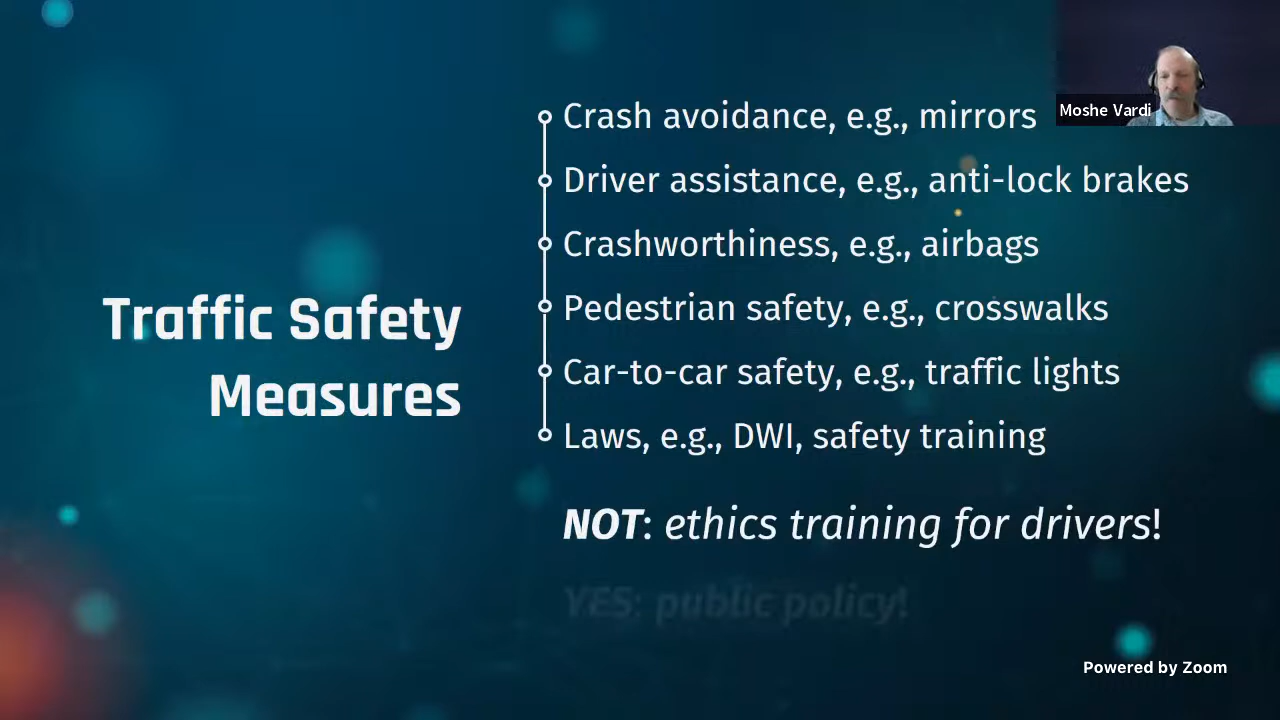 Traffic Safety
Measures
Crash avoidance, e.g., mirrors
Driver assistance, e.g., anti-lock brakes
Crashworthiness, e.g., airbags
Pedestrian safety, e.g., crosswalks
Car-to-car safety, e.g., traffic lights
Laws, e.g., DWI, safety training
NOT: ethics training for drivers!
YES: public policy!
Moshe Vardi
Powered by Zoom